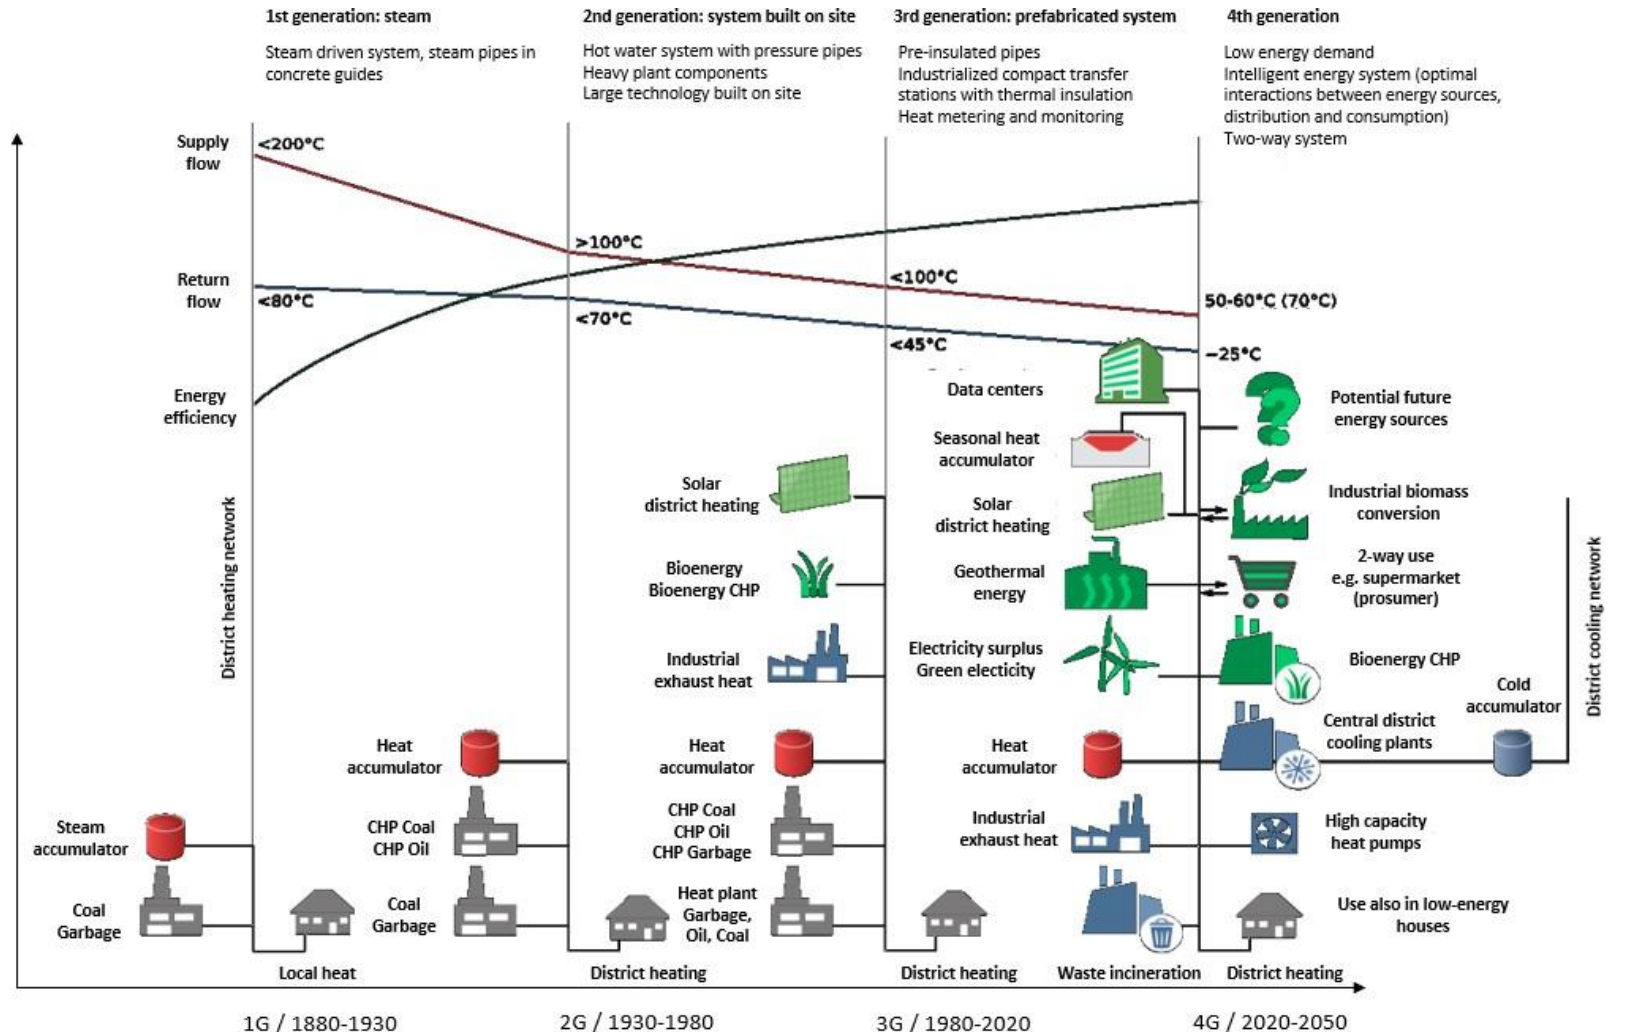 1st generation: steam
Steam driven system, steam pipes in
concrete guides
2nd generation: system built on site
Hot water system with pressure pipes
Heavy plant components
Large technology built on site
3rd generation: prefabricated system
Pre-insulated pipes
Industrialized compact transfer
stations with thermal insulation
Heat metering and monitoring
4th generation
Low energy demand
Intelligent energy system (optimal
interactions between energy sources,
distribution and consumption)
Two-way system
Supply
flow
<200°C
>100°C
<100°C
50-60°C (70°C)
Return
flow
<80°C
<70°C
<45°C
~25°C
Energy
efficiency
District heating network
Steam
accumulator
Coal
Garbage
Local heat
Heat
accumulator
CHP Coal
CHP Oil
Coal
Garbage
District heating
Solar
district heating
Bioenergy
Bioenergy CHP
Industrial
exhaust heat
Heat
accumulator
CHP Coal
CHP Oil
CHP Garbage
Heat plant
Garbage,
Oil, Coal
District heating
Data centers
Seasonal heat
accumulator
Solar
district heating
Geothermal
energy
Electricity surplus
Green electicity
Heat
accumulator
Industrial
exhaust heat
Waste incineration
Potential future
energy sources
Industrial biomass
conversion
2-way use
e.g. supermarket
(prosumer)
Bioenergy CHP
Central district
cooling plants
High capacity
heat pumps
Use also in low-energy
houses
District heating
Cold
accumulator
District cooling network
1G / 1880-1930
2G / 1930-1980
3G / 1980-2020
4G / 2020-2050